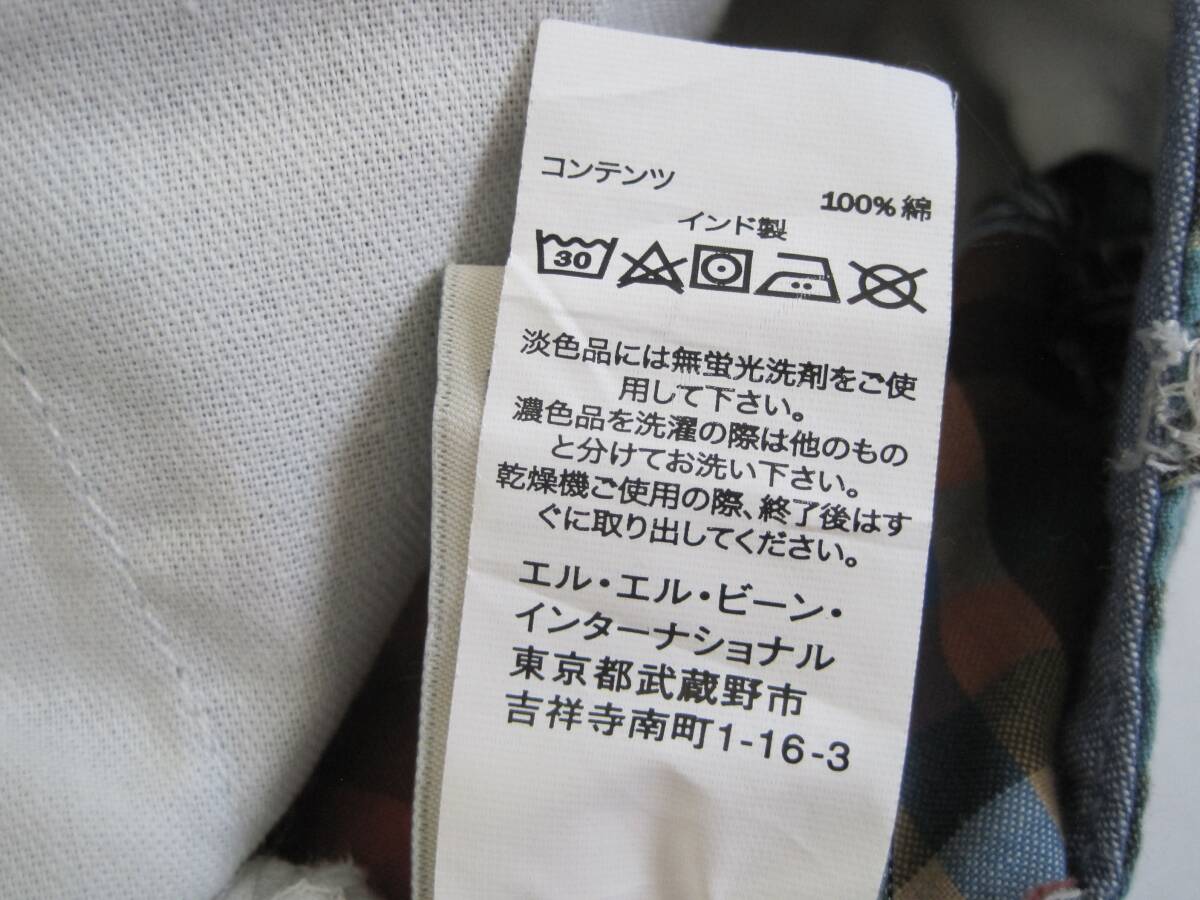 コンテンツ
100% 綿
インド製
30
淡色品には無蛍光洗剤をご使
用して下さい。
濃色品を洗濯の際は他のもの
と分けてお洗い下さい。
乾燥機ご使用の際、終了後はす
ぐに取り出してください。
エル・エル・ビーン・
インターナショナル
東京都武蔵野市
吉祥寺南町1-16-3